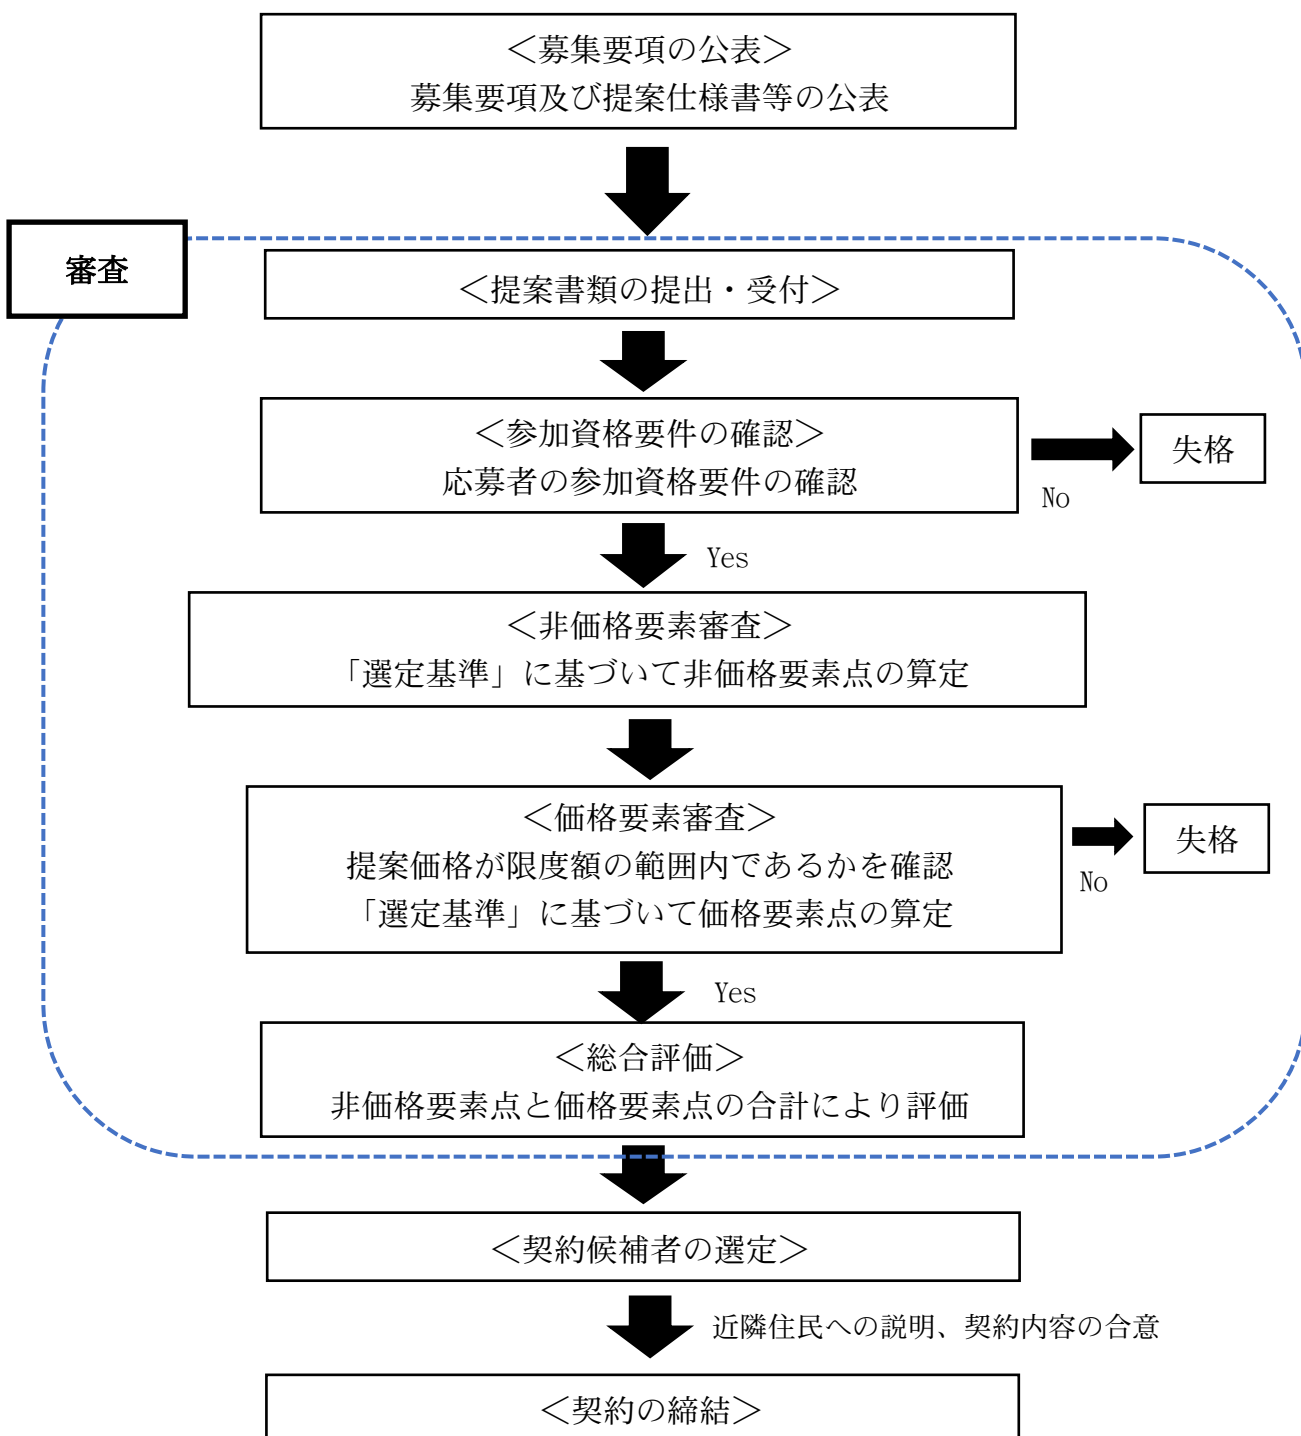 ＜募集要項の公表＞
募集要項及び提案仕様書等の公表
審査
＜提案書類の提出・受付＞
＜参加資格要件の確認＞
応募者の参加資格要件の確認
失格
No
Yes
＜非価格要素審査＞
「選定基準」に基づいて非価格要素点の算定
＜価格要素審査＞
提案価格が限度額の範囲内であるかを確認
「選定基準」に基づいて価格要素点の算定
失格
No
Yes
＜総合評価＞
非価格要素点と価格要素点の合計により評価
＜契約候補者の選定＞
近隣住民への説明、契約内容の合意
＜契約の締結＞